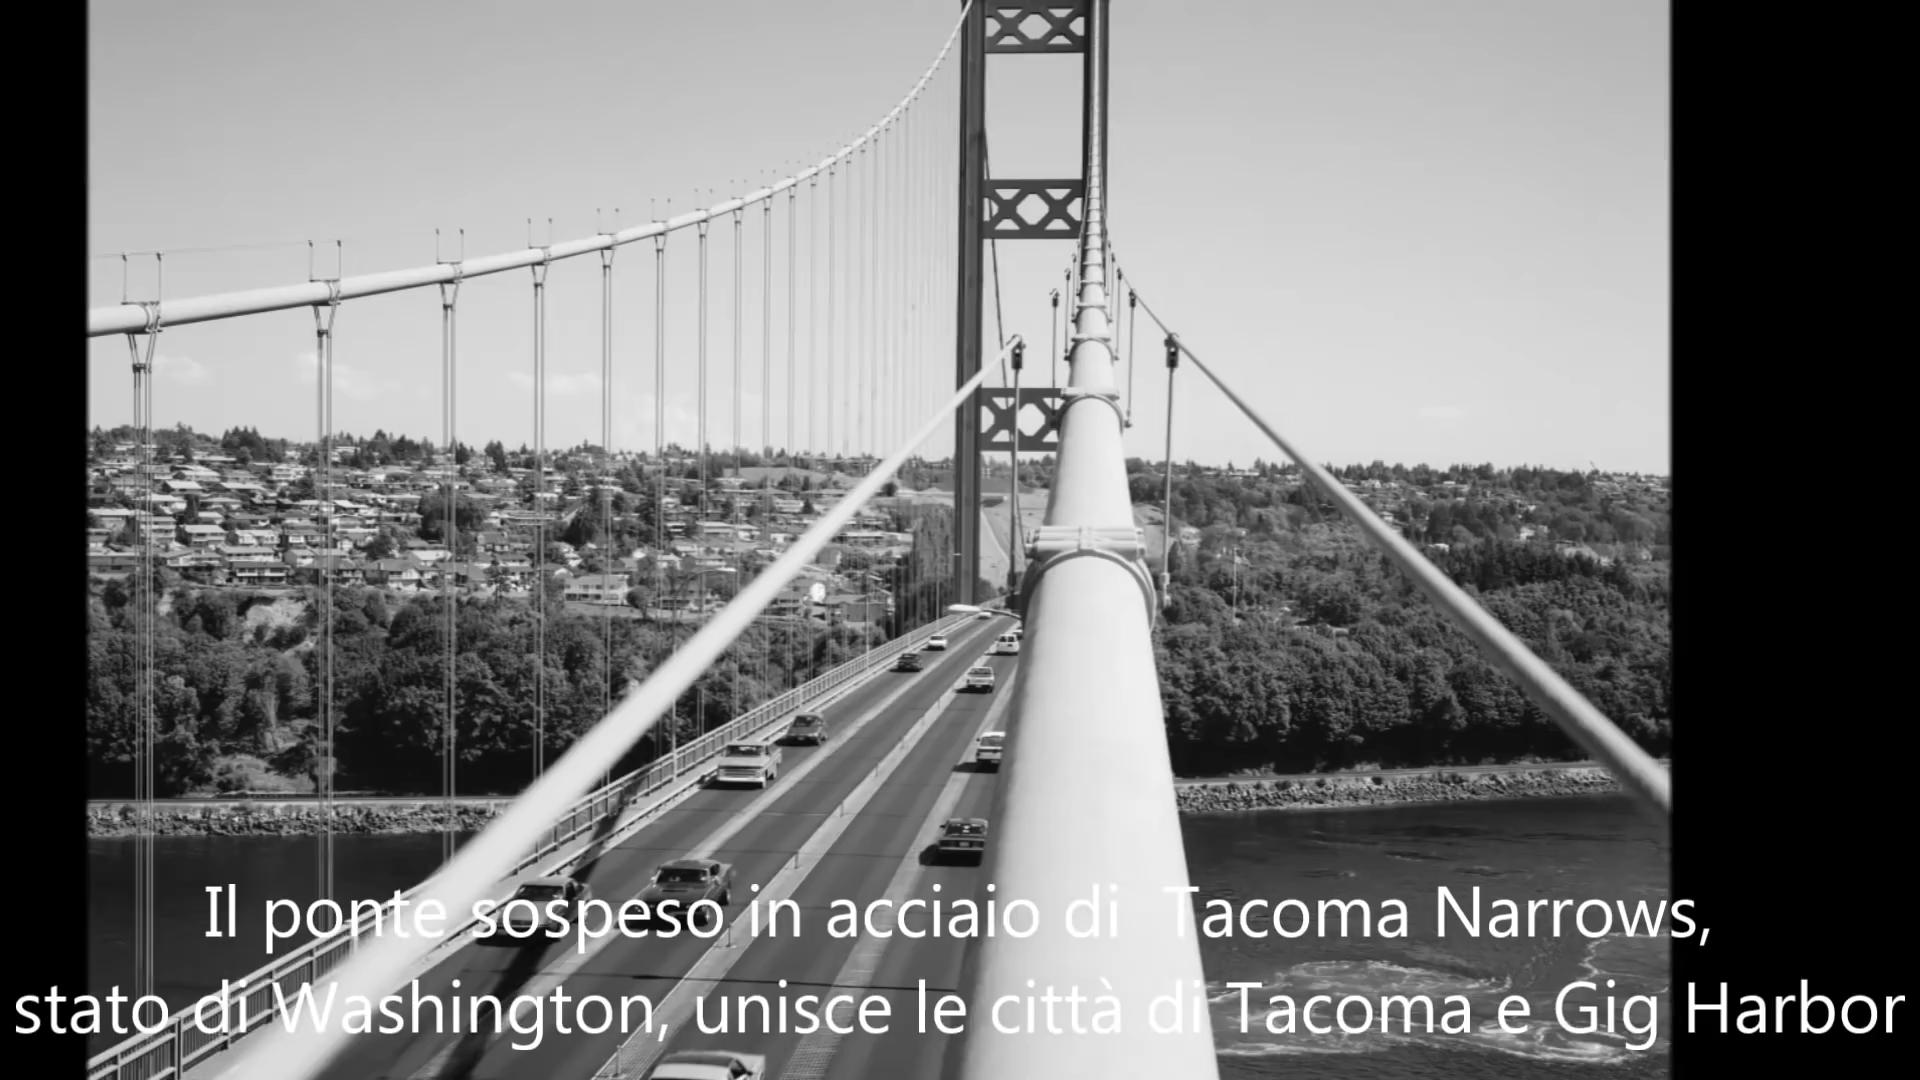 Il ponte sospeso in acciaio di  Tacoma Narrows,
stato di Washington, unisce le città di Tacoma e Gig Harbor